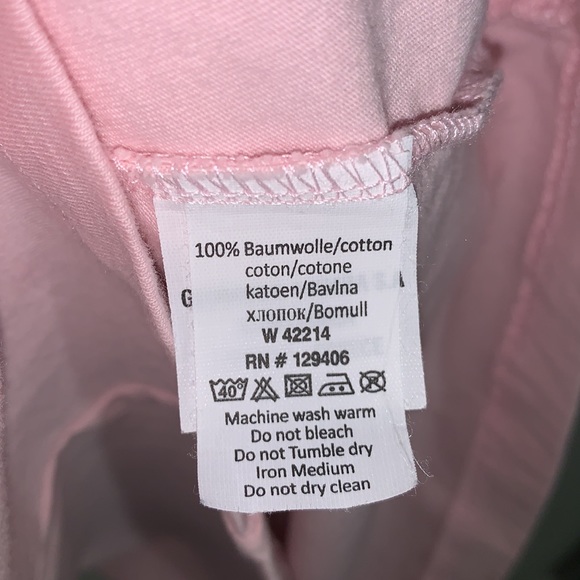 100% Baumwolle/cotton
coton/cotone
katoen/Bavlna
хлопок/Bomull
W 42214
RN # 129406
40°
Machine wash warm
Do not bleach
Do not Tumble dry
Iron Medium
Do not dry clean